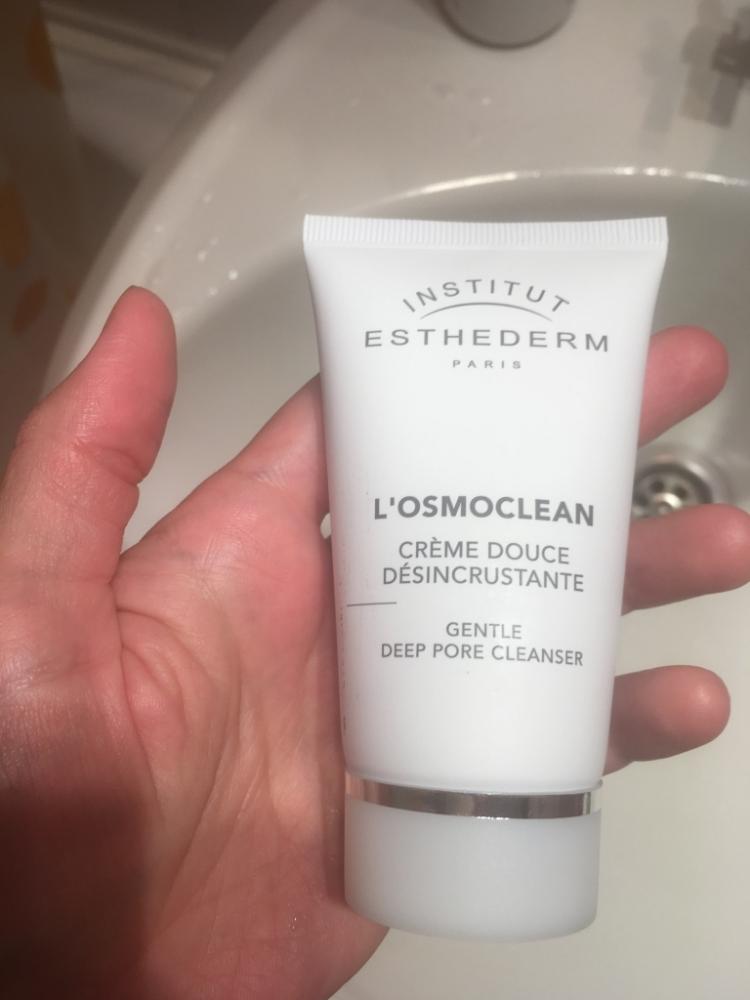 INSTITUT
ESTHEDERM
PARIS
L'OSMOCLEAN
CRÈME DOUCE
DÉSINCRUSTANTE
GENTLE
DEEP PORE CLEANSER